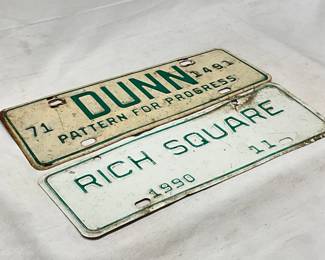 71 DUNN 1491
PATTERN FOR PROGRESS
RICH SQUARE
1990 11